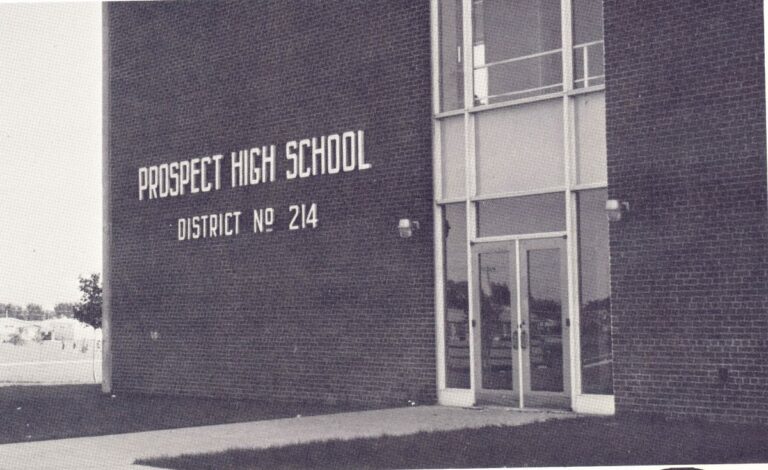 PROSPECT HIGH SCHOOL
DISTRICT Nº 214